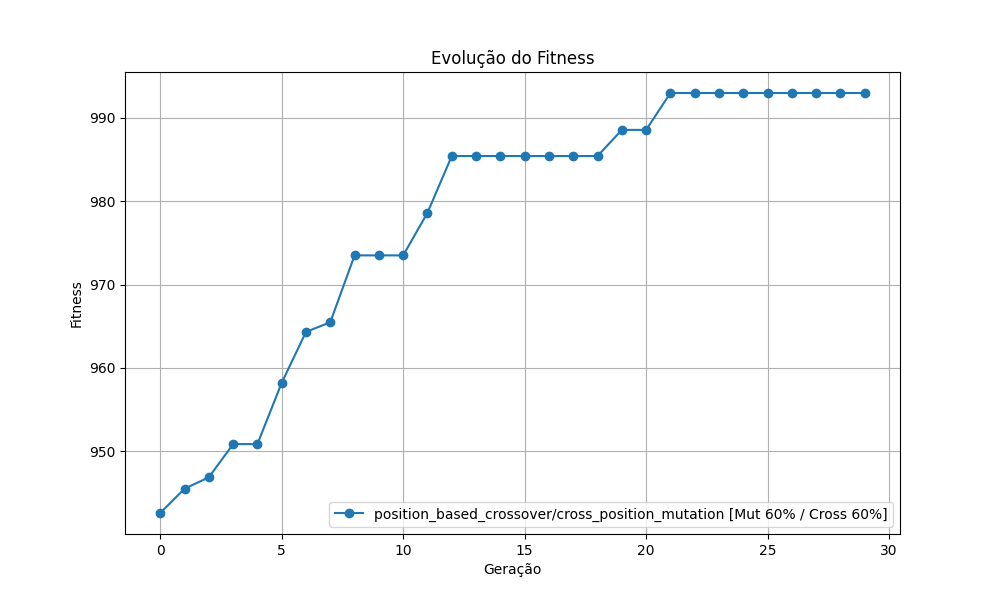 Evolução do Fitness
Fitness
990
980
970
960
950
0 5 10 15 20 25 30
Geração
position_based_crossover/cross_position_mutation [Mut 60% / Cross 60%]